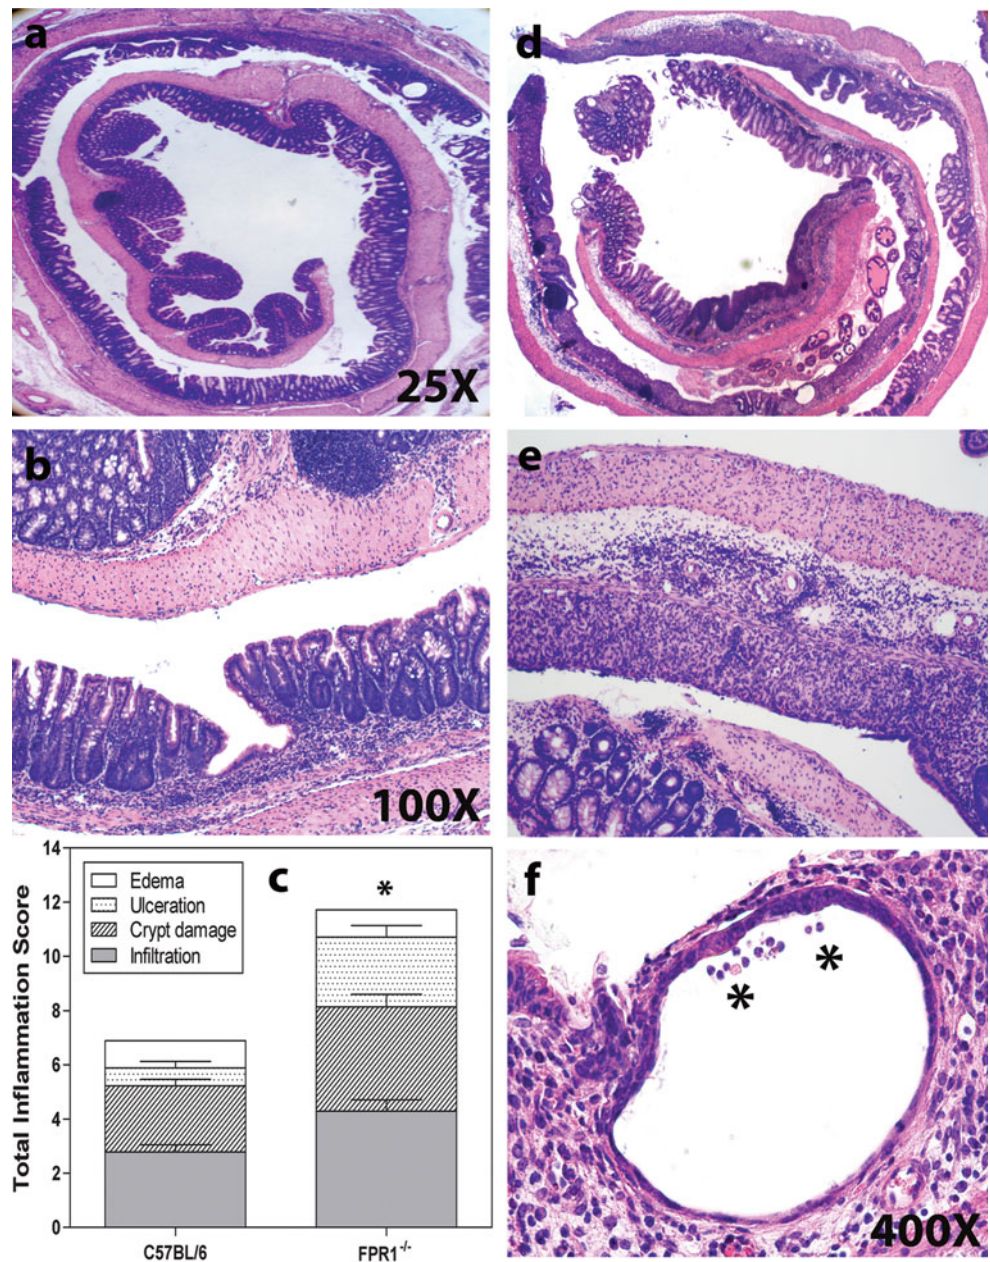 a
d
25X
b
e
100X
14
12
10
8
6
4
2
0
Total Inflammation Score
Edema
Ulceration
Crypt damage
Infiltration
c
*
C57BL/6
FPR1-/-
f
*
*
400X